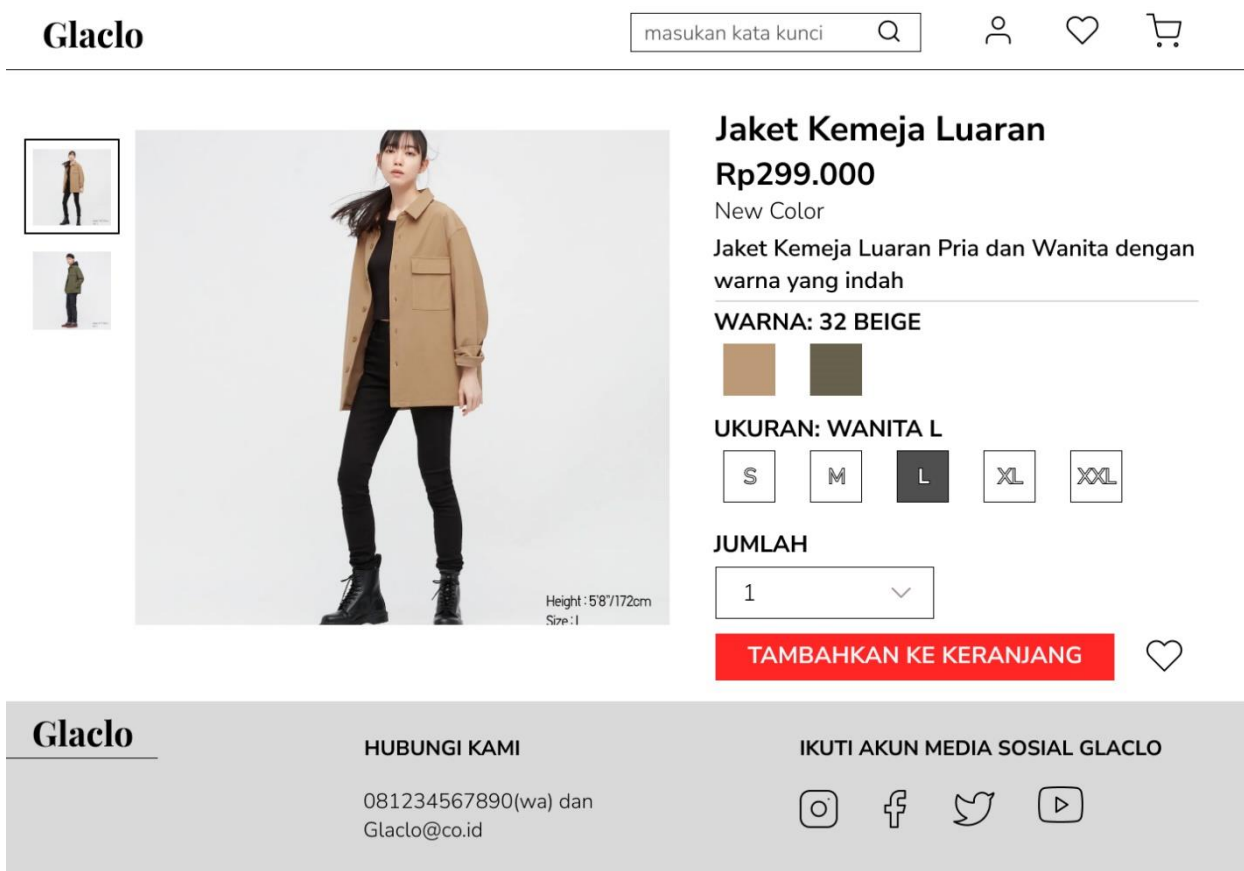 Glaclo
masukan kata kunci
Jaket Kemeja Luaran
Rp299.000
New Color
Jaket Kemeja Luaran Pria dan Wanita dengan
warna yang indah
WARNA: 32 BEIGE
UKURAN: WANITA L
S M L XL XXL
JUMLAH
1
Height : 5'8"/172cm
Size : L
TAMBAHKAN KE KERANJANG
Glaclo
HUBUNGI KAMI
081234567890(wa) dan
Glaclo@co.id
IKUTI AKUN MEDIA SOSIAL GLACLO